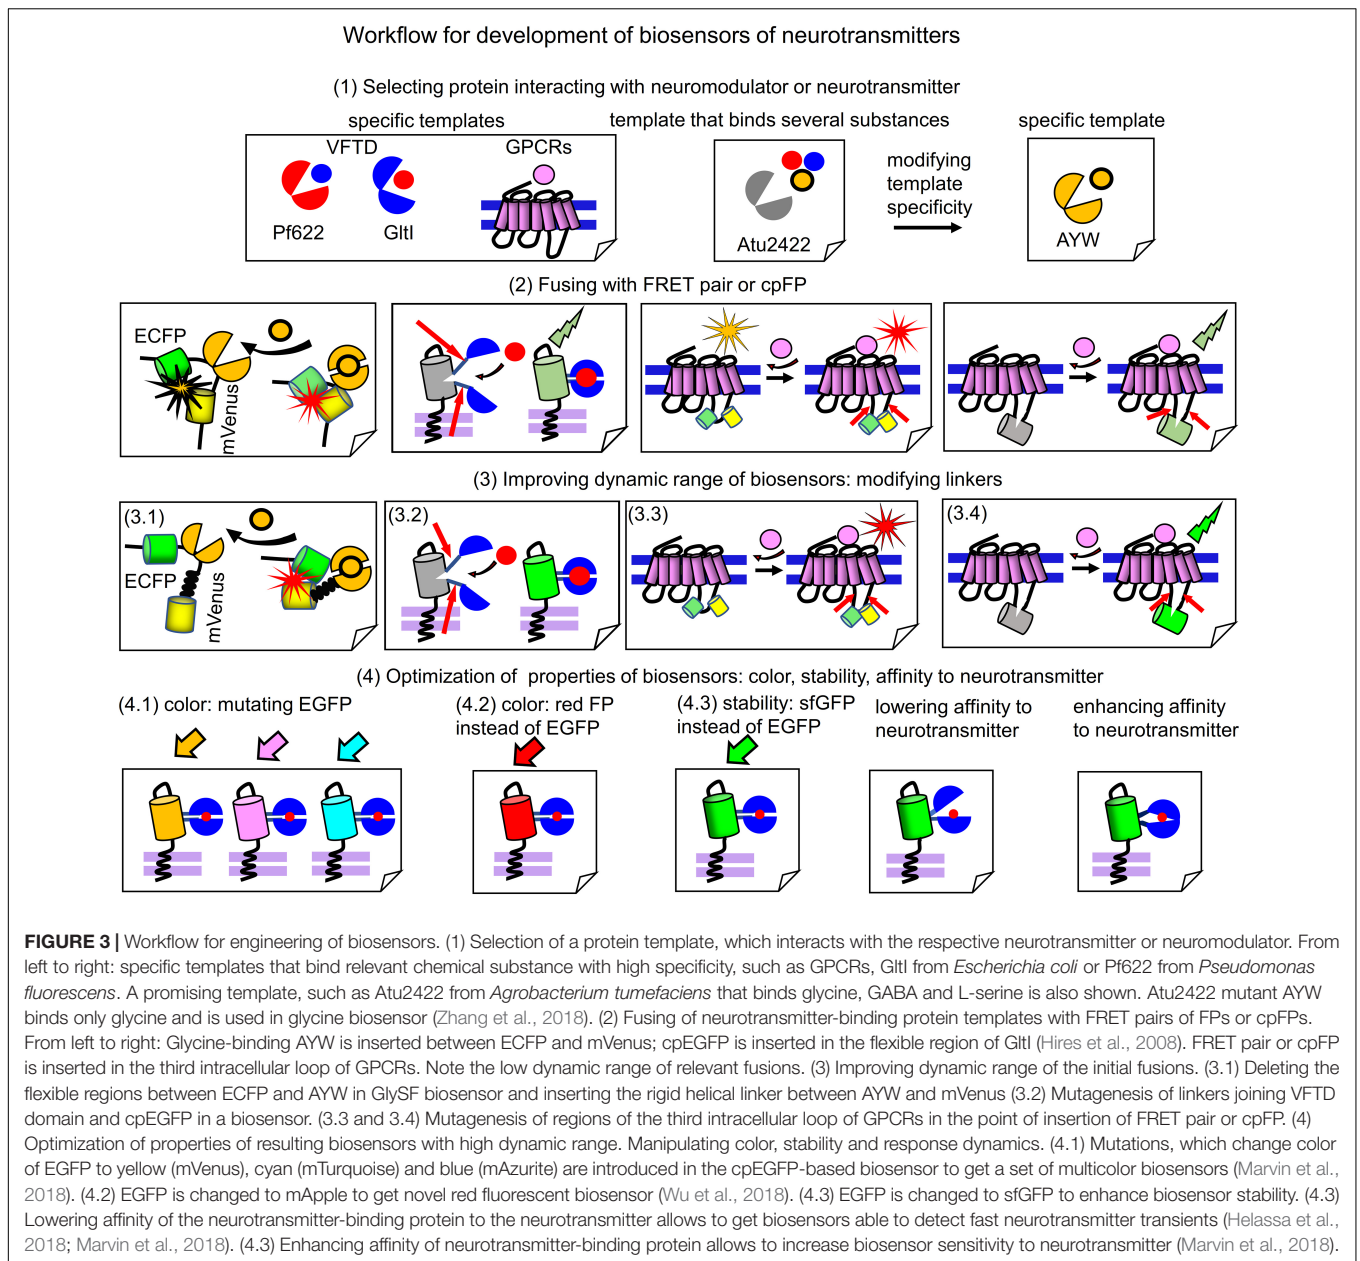 Workflow for development of biosensors of neurotransmitters
(1) Selecting protein interacting with neuromodulator or neurotransmitter
specific templates
template that binds several substances
specific template
VFTD
GPCRs
Pf622
GltI
Atu2422
modifying
template
specificity
AYW
(2) Fusing with FRET pair or cpFP
ECFP
mVenus
(3) Improving dynamic range of biosensors: modifying linkers
(3.1)
ECFP
mVenus
(3.2)
(3.3)
(3.4)
(4) Optimization of properties of biosensors: color, stability, affinity to neurotransmitter
(4.1) color: mutating EGFP
(4.2) color: red FP
instead of EGFP
(4.3) stability: sfGFP
instead of EGFP
lowering affinity to
neurotransmitter
enhancing affinity
to neurotransmitter
FIGURE 3 | Workflow for engineering of biosensors. (1) Selection of a protein template, which interacts with the respective neurotransmitter or neuromodulator. From
left to right: specific templates that bind relevant chemical substance with high specificity, such as GPCRs, GltI from Escherichia coli or Pf622 from Pseudomonas
fluorescens. A promising template, such as Atu2422 from Agrobacterium tumefaciens that binds glycine, GABA and L-serine is also shown. Atu2422 mutant AYW
binds only glycine and is used in glycine biosensor (Zhang et al., 2018). (2) Fusing of neurotransmitter-binding protein templates with FRET pairs of FPs or cpFPs.
From left to right: Glycine-binding AYW is inserted between ECFP and mVenus; cpEGFP is inserted in the flexible region of GltI (Hires et al., 2008). FRET pair or cpFP
is inserted in the third intracellular loop of GPCRs. Note the low dynamic range of relevant fusions. (3) Improving dynamic range of the initial fusions. (3.1) Deleting the
flexible regions between ECFP and AYW in GlySF biosensor and inserting the rigid helical linker between AYW and mVenus (3.2) Mutagenesis of linkers joining VFTD
domain and cpEGFP in a biosensor. (3.3 and 3.4) Mutagenesis of regions of the third intracellular loop of GPCRs in the point of insertion of FRET pair or cpFP. (4)
Optimization of properties of resulting biosensors with high dynamic range. Manipulating color, stability and response dynamics. (4.1) Mutations, which change color
of EGFP to yellow (mVenus), cyan (mTurquoise) and blue (mAzurite) are introduced in the cpEGFP-based biosensor to get a set of multicolor biosensors (Marvin et al.,
2018). (4.2) EGFP is changed to mApple to get novel red fluorescent biosensor (Wu et al., 2018). (4.3) EGFP is changed to sfGFP to enhance biosensor stability. (4.3)
Lowering affinity of the neurotransmitter-binding protein to the neurotransmitter allows to get biosensors able to detect fast neurotransmitter transients (Helassa et al.,
2018; Marvin et al., 2018). (4.3) Enhancing affinity of neurotransmitter-binding protein allows to increase biosensor sensitivity to neurotransmitter (Marvin et al., 2018).